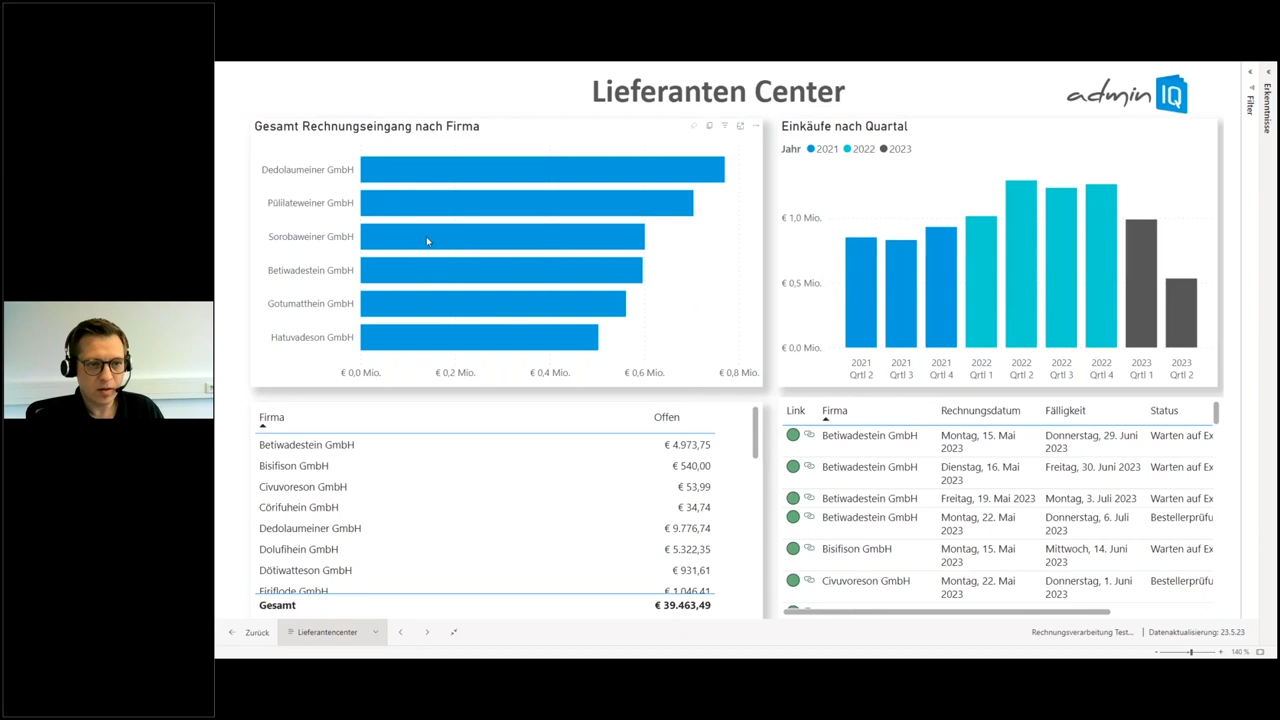 Lieferanten Center
admin IQ
Filter
Erkenntnisse
Gesamt Rechnungseingang nach Firma
Dedolaumeiner GmbH
Pülilateweiner GmbH
Sorobaweiner GmbH
Betiwadestein GmbH
Gotumatthein GmbH
Hatuvadeson GmbH
€ 0,0 Mio. € 0,2 Mio. € 0,4 Mio. € 0,6 Mio. € 0,8 Mio.
Einkäufe nach Quartal
Jahr 2021 2022 2023
€ 1,0 Mio.
€ 0,5 Mio.
€ 0,0 Mio.
2021 2021 2021 2022 2022 2022 2022 2023 2023
Qrtl 2 Qrtl 3 Qrtl 4 Qrtl 1 Qrtl 2 Qrtl 3 Qrtl 4 Qrtl 1 Qrtl 2
Firma Offen
Betiwadestein GmbH € 4.973,75
Bisifison GmbH € 540,00
Civuvoreson GmbH € 53,99
Cörifuhein GmbH € 34,74
Dedolaumeiner GmbH € 9.776,74
Dolufihein GmbH € 5.322,35
Dötiwatteson GmbH € 931,61
Firiflode GmbH € 1.046,41
Gesamt € 39.463,49
Link Firma Rechnungsdatum Fälligkeit Status
Betiwadestein GmbH Montag, 15. Mai Donnerstag, 29. Juni Warten auf Ex
2023 2023
Betiwadestein GmbH Dienstag, 16. Mai Freitag, 30. Juni 2023 Warten auf Ex
2023
Betiwadestein GmbH Freitag, 19. Mai 2023 Montag, 3. Juli 2023 Warten auf Ex
Betiwadestein GmbH Montag, 22. Mai Donnerstag, 6. Juli Bestellerprüfu
2023 2023
Bisifison GmbH Montag, 15. Mai Mittwoch, 14. Juni Warten auf Ex
2023 2023
Civuvoreson GmbH Montag, 22. Mai Donnerstag, 1. Juni Bestellerprüfu
2023 2023
Zurück Lieferantencenter Rechnungsverarbeitung Test... | Datenaktualisierung: 23.5.23
- + 140 %